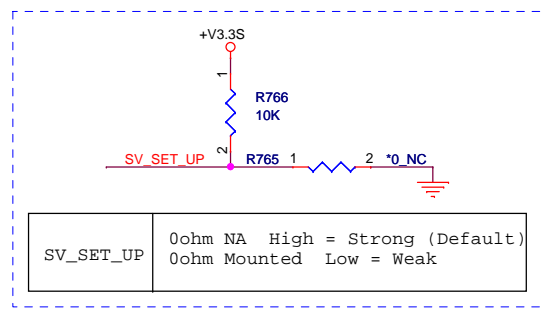 +V3.3S
1
R766
10K
2
SV_SET_UP R765 1 2 *0_NC
SV_SET_UP
0ohm NA High = Strong (Default)
0ohm Mounted Low = Weak